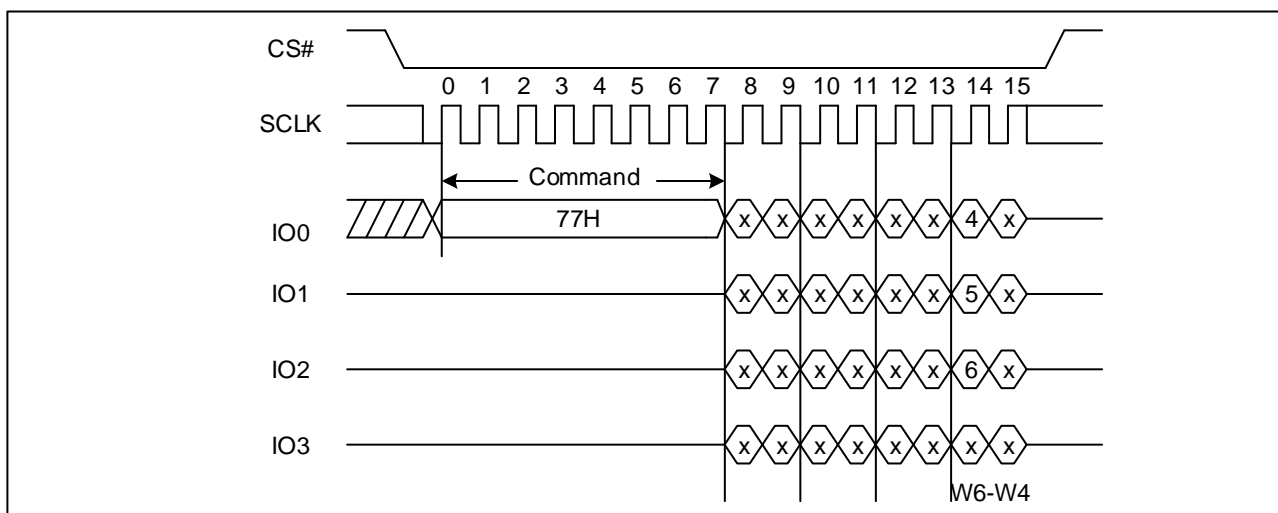 CS#
0 1 2 3 4 5 6 7 8 9 10 11 12 13 14 15
SCLK
Command
IO0 77H x x x x x x 4 x
IO1 x x x x x x 5 x
IO2 x x x x x x 6 x
IO3 x x x x x x x x
W6-W4